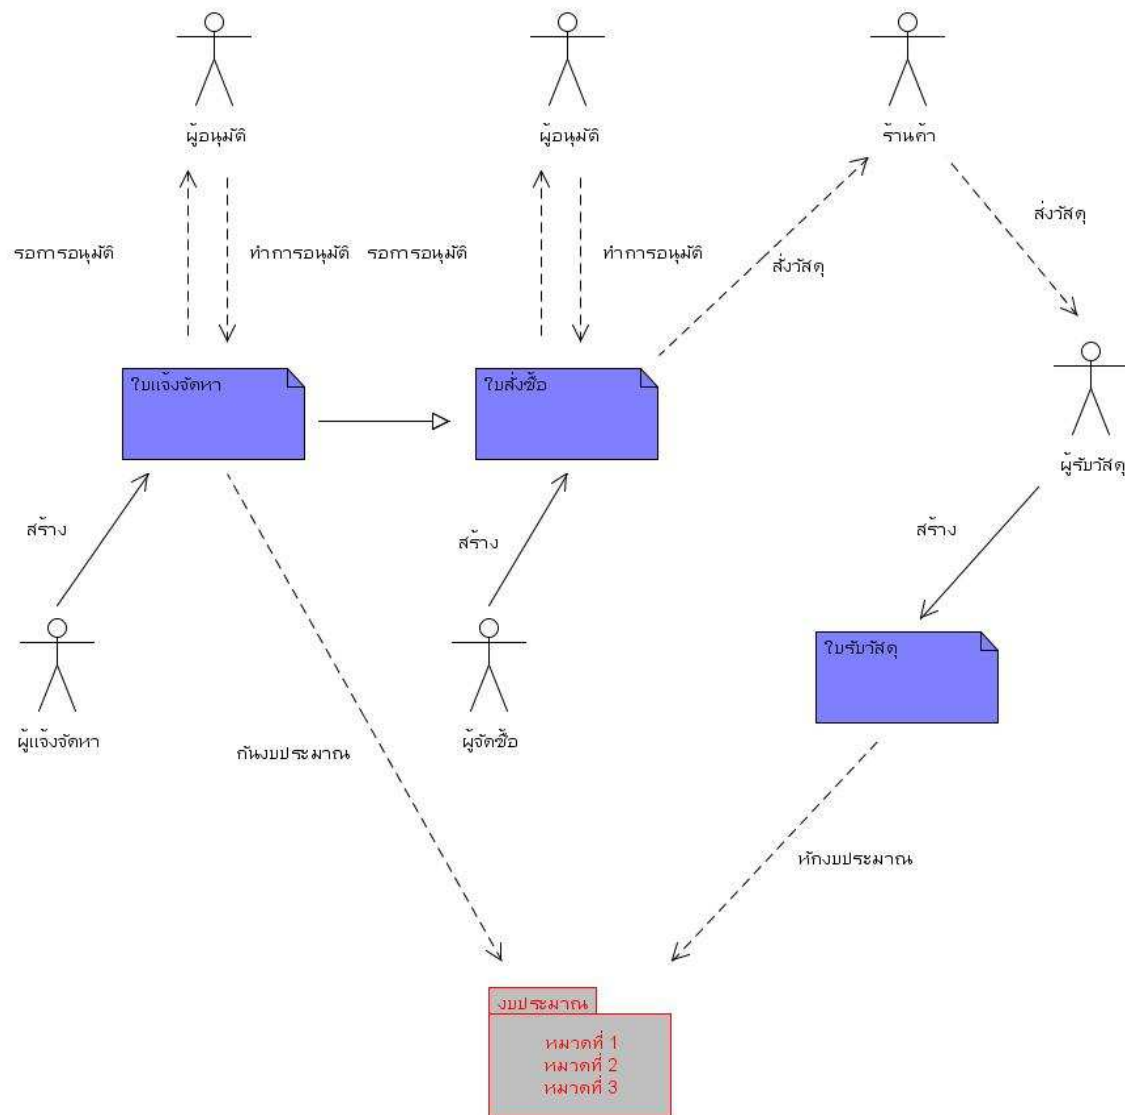 ผู้อนุมัติ
ผู้อนุมัติ
ร้านค้า
ส่งวัสดุ
รอการอนุมัติ
ทำการอนุมัติ
รอการอนุมัติ
ทำการอนุมัติ
สั่งวัสดุ
ใบแจ้งจัดหา
ใบสั่งซื้อ
ผู้รับวัสดุ
สร้าง
สร้าง
สร้าง
ใบรับวัสดุ
ผู้แจ้งจัดหา
ผู้จัดซื้อ
กันงบประมาณ
หักงบประมาณ
งบประมาณ
หมวดที่ 1
หมวดที่ 2
หมวดที่ 3